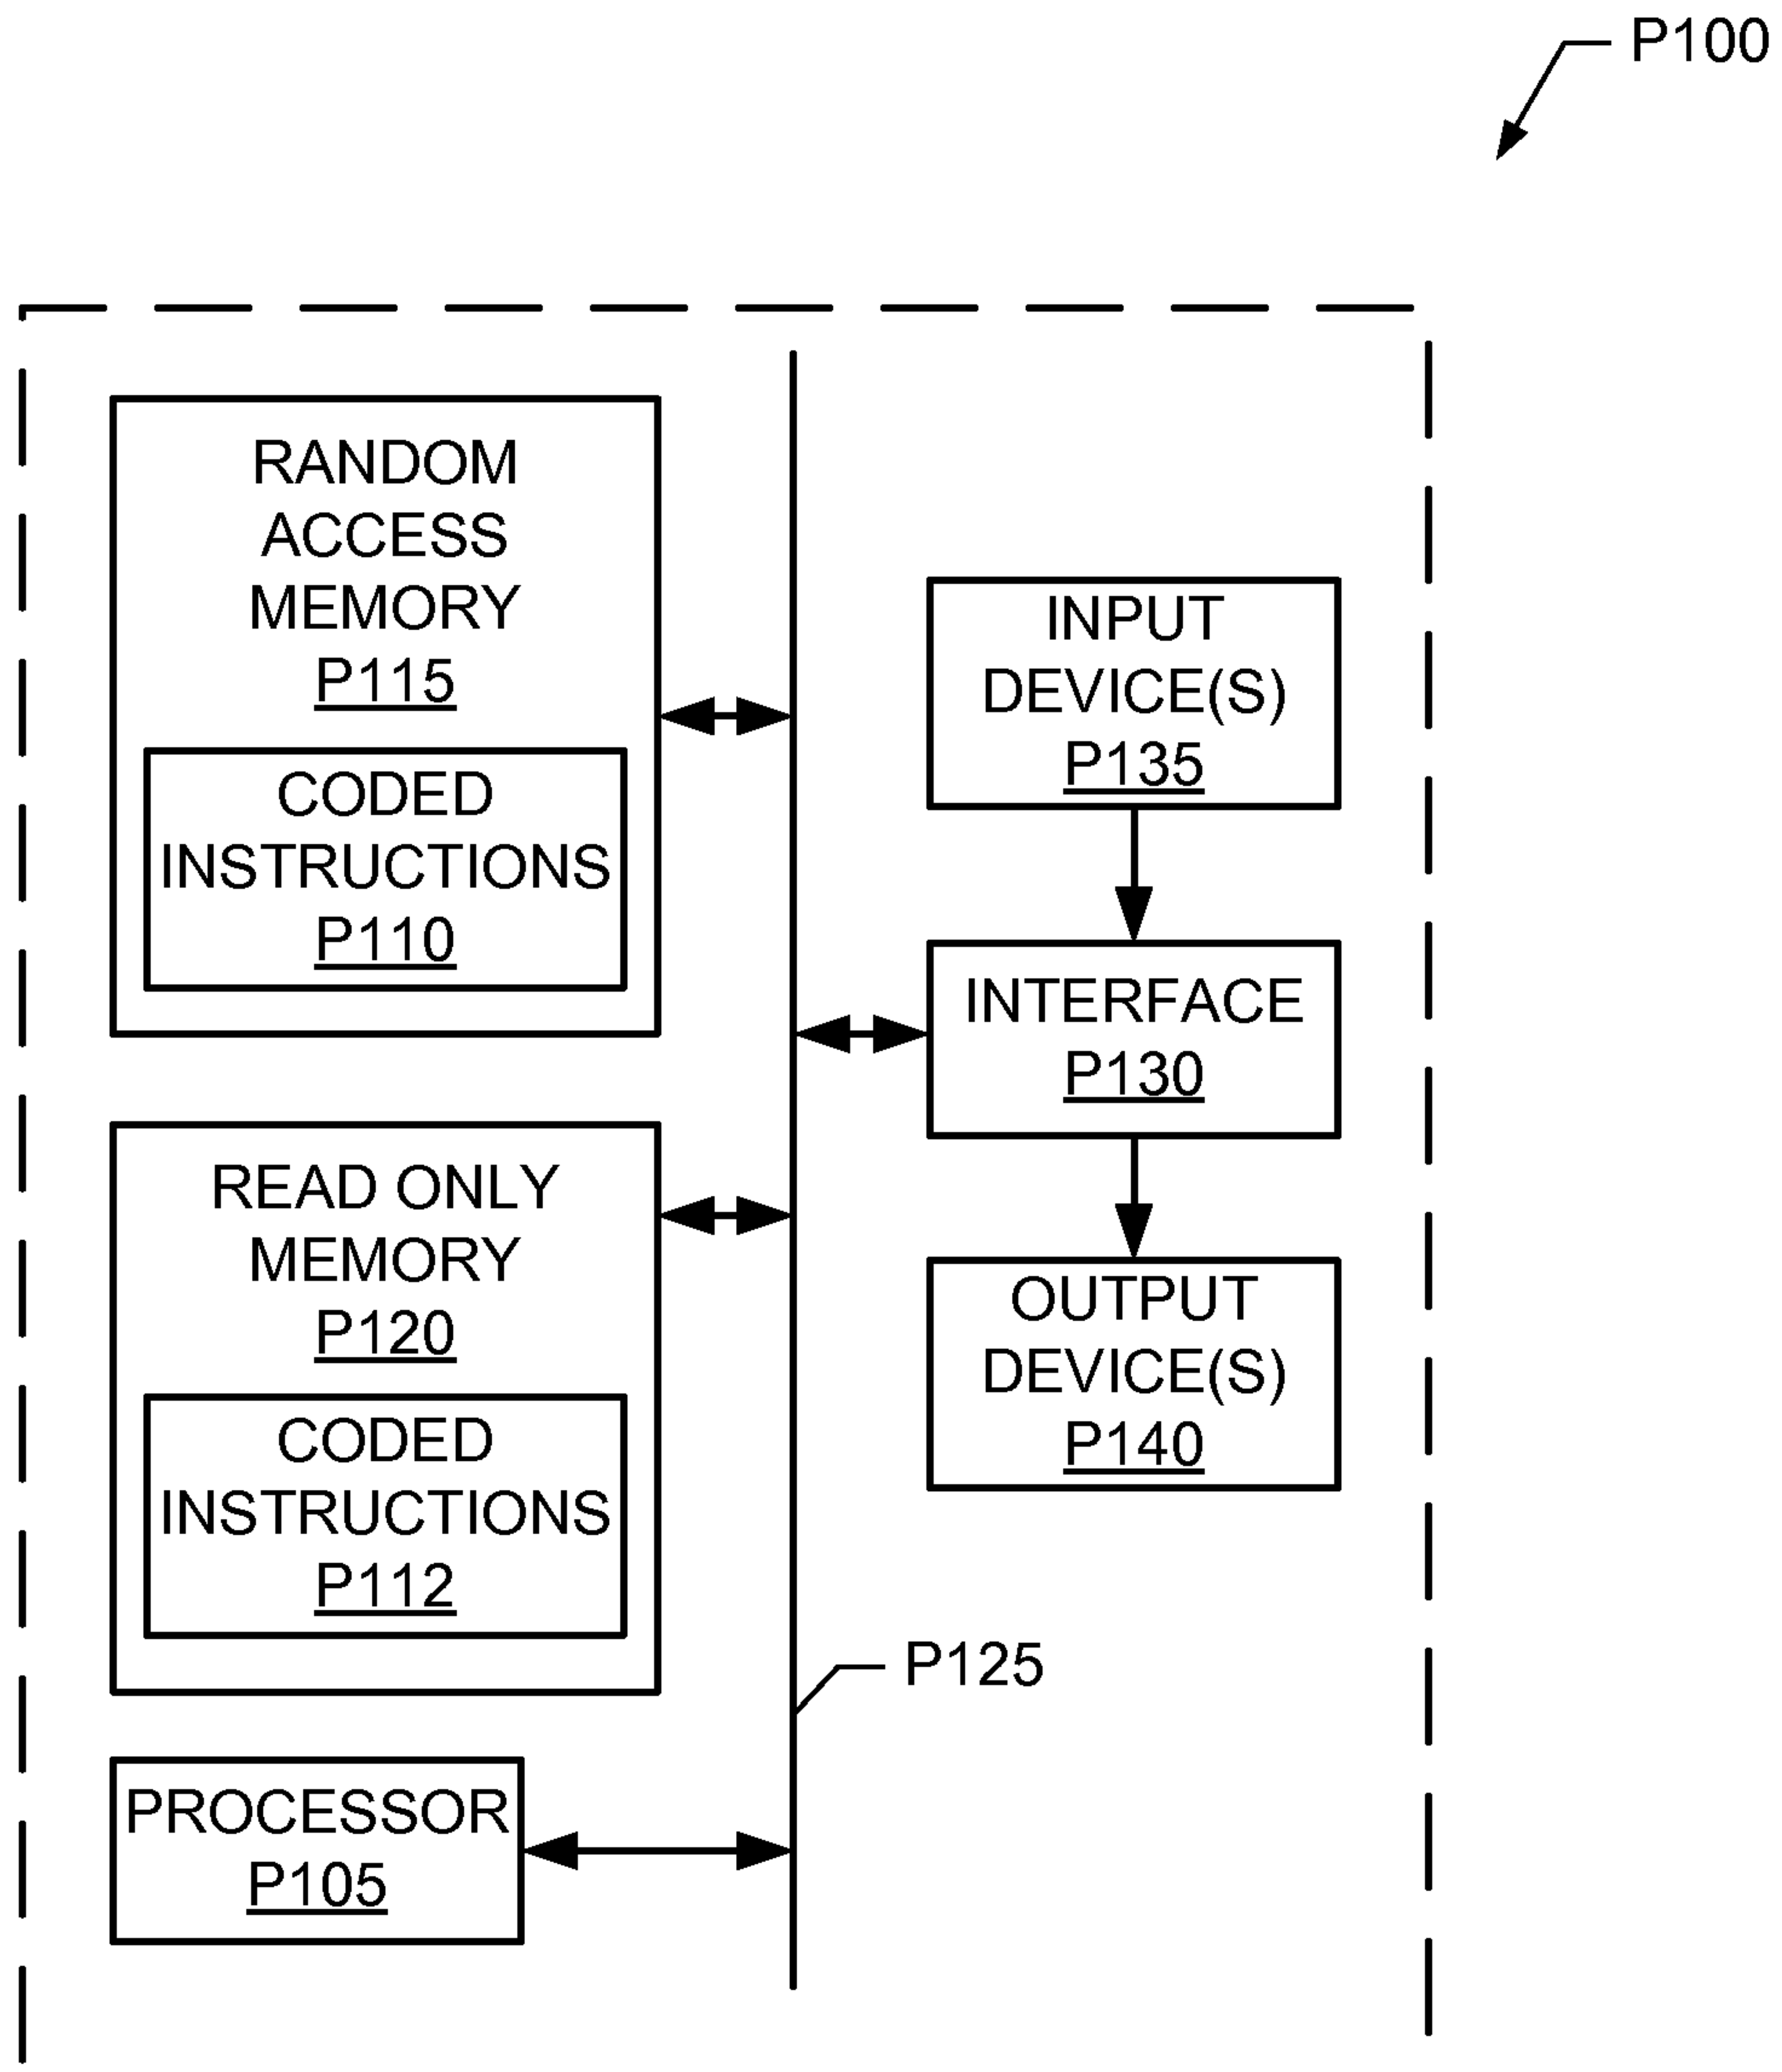 P100
RANDOM
ACCESS
MEMORY
P115
CODED
INSTRUCTIONS
P110
READ ONLY
MEMORY
P120
CODED
INSTRUCTIONS
P112
PROCESSOR
P105
INPUT
DEVICE(S)
P135
INTERFACE
P130
OUTPUT
DEVICE(S)
P140
P125